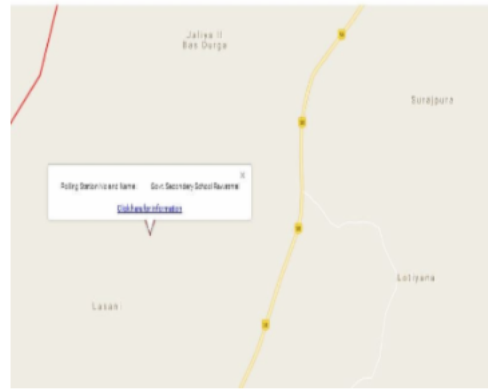 Jaliya II
Bas Durga
Surajpura
Polling Station No and Name: Govt. Secondary School
Click here for information
Lotiyana
Lasani